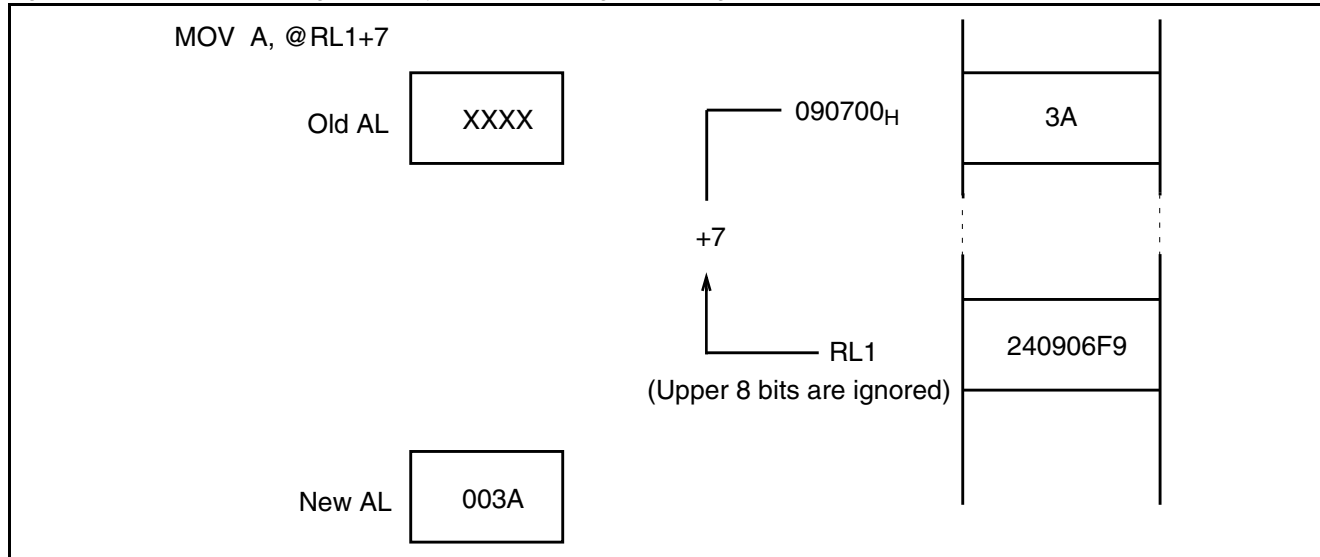 MOV A, @RL1+7
Old AL XXXX
090700H
3A
+7
RL1
(Upper 8 bits are ignored)
240906F9
New AL 003A